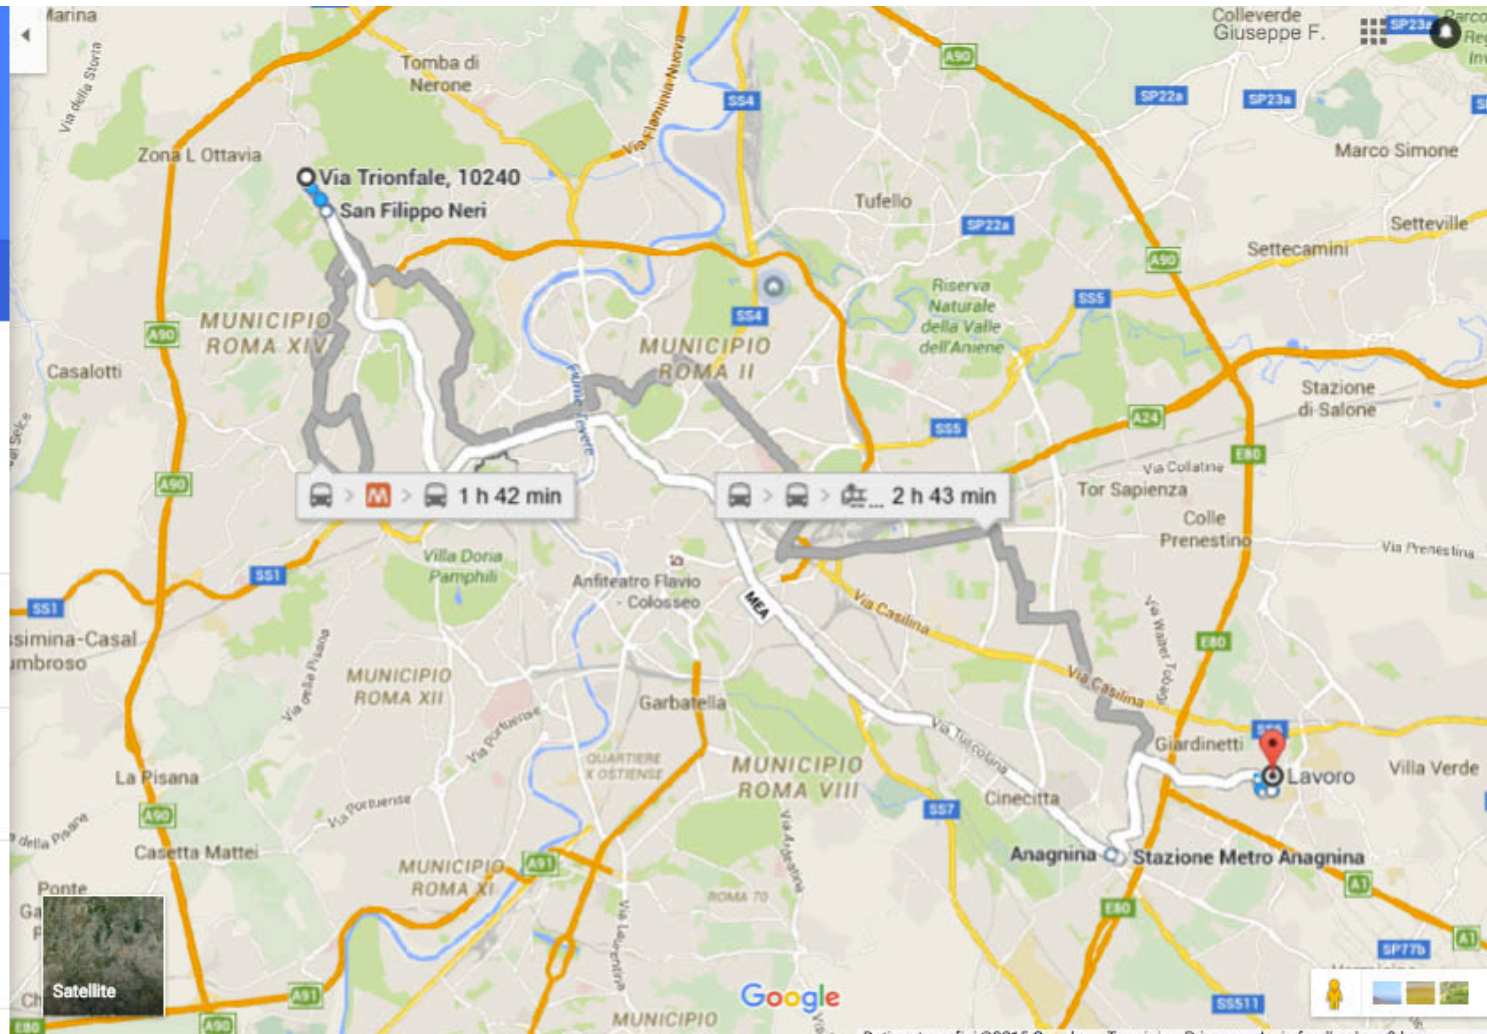 Marina
Colleverde
Giuseppe F.
SP23a
A90
Via della Storta
Tomba di
Nerone
Via Flaminia Nuova
SS4
SP22a
SP23a
Zona L Ottavia
Marco Simone
Via Trionfale, 10240
San Filippo Neri
Tufello
SP22a
Setteville
Settecamini
A90
Riserva
Naturale
della Valle
dell'Aniene
SS5
SS4
MUNICIPIO
ROMA XIV
A90
MUNICIPIO
ROMA II
Casalotti
Fiume Tevere
Stazione
di Salone
A24
SS5
E80
Via Collatina
A90
M
1 h 42 min
2 h 43 min
Tor Sapienza
Colle
Prenestino
Via Prenestina
Villa Doria
Pamphili
SS1
Anfiteatro Flavio
- Colosseo
MEA
Via Casilina
SS1
Via Walter Tobagi
E80
Via della Pisana
MUNICIPIO
ROMA XII
Via Casilina
Garbatella
Via Portuense
Via Tuscolana
Giardinetti
Lavoro
Villa Verde
La Pisana
QUARTIERE
X OSTIENSE
MUNICIPIO
ROMA VIII
Cinecitta
SS7
Via Portuense
A90
Via Ardeatina
Casetta Mattei
Anagnina
Stazione Metro Anagnina
MUNICIPIO
ROMA XI
A91
A1
Ponte
ROMA 70
E80
Via Laurentina
A1
SP77b
Satellite
A91
Google
SS511
E80
A90
MUNICIPIO